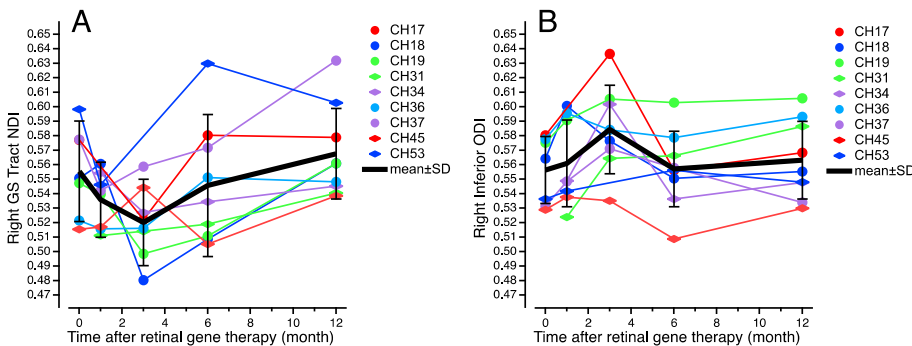 A
Right GS Tract NDI
0.65
0.64
0.63
0.62
0.61
0.60
0.59
0.58
0.57
0.56
0.55
0.54
0.53
0.52
0.51
0.50
0.49
0.48
0.47
0 2 4 6 8 10 12
Time after retinal gene therapy (month)
CH17
CH18
CH19
CH31
CH34
CH36
CH37
CH45
CH53
mean±SD
B
Right Inferior ODI
0.65
0.64
0.63
0.62
0.61
0.60
0.59
0.58
0.57
0.56
0.55
0.54
0.53
0.52
0.51
0.50
0.49
0.48
0.47
0 2 4 6 8 10 12
Time after retinal gene therapy (month)
CH17
CH18
CH19
CH31
CH34
CH36
CH37
CH45
CH53
mean±SD